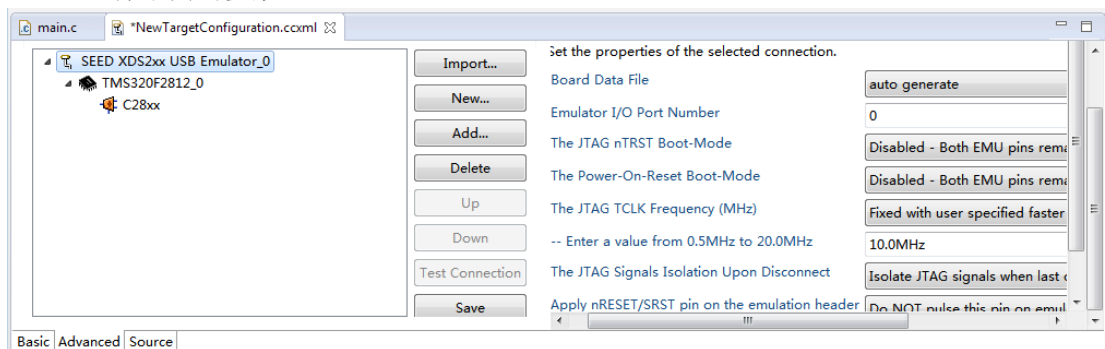 main.c
*NewTargetConfiguration.ccxml
SEED XDS2xx USB Emulator_0
TMS320F2812_0
C28xx
Import...
New...
Add...
Delete
Up
Down
Test Connection
Save
Set the properties of the selected connection.
Board Data File
auto generate
Emulator I/O Port Number
0
The JTAG nTRST Boot-Mode
Disabled - Both EMU pins rema
The Power-On-Reset Boot-Mode
Disabled - Both EMU pins rema
The JTAG TCLK Frequency (MHz)
Fixed with user specified faster
-- Enter a value from 0.5MHz to 20.0MHz
10.0MHz
The JTAG Signals Isolation Upon Disconnect
Isolate JTAG signals when last
Apply nRESET/SRST pin on the emulation header
Do NOT pulse this pin on emul
Basic Advanced Source